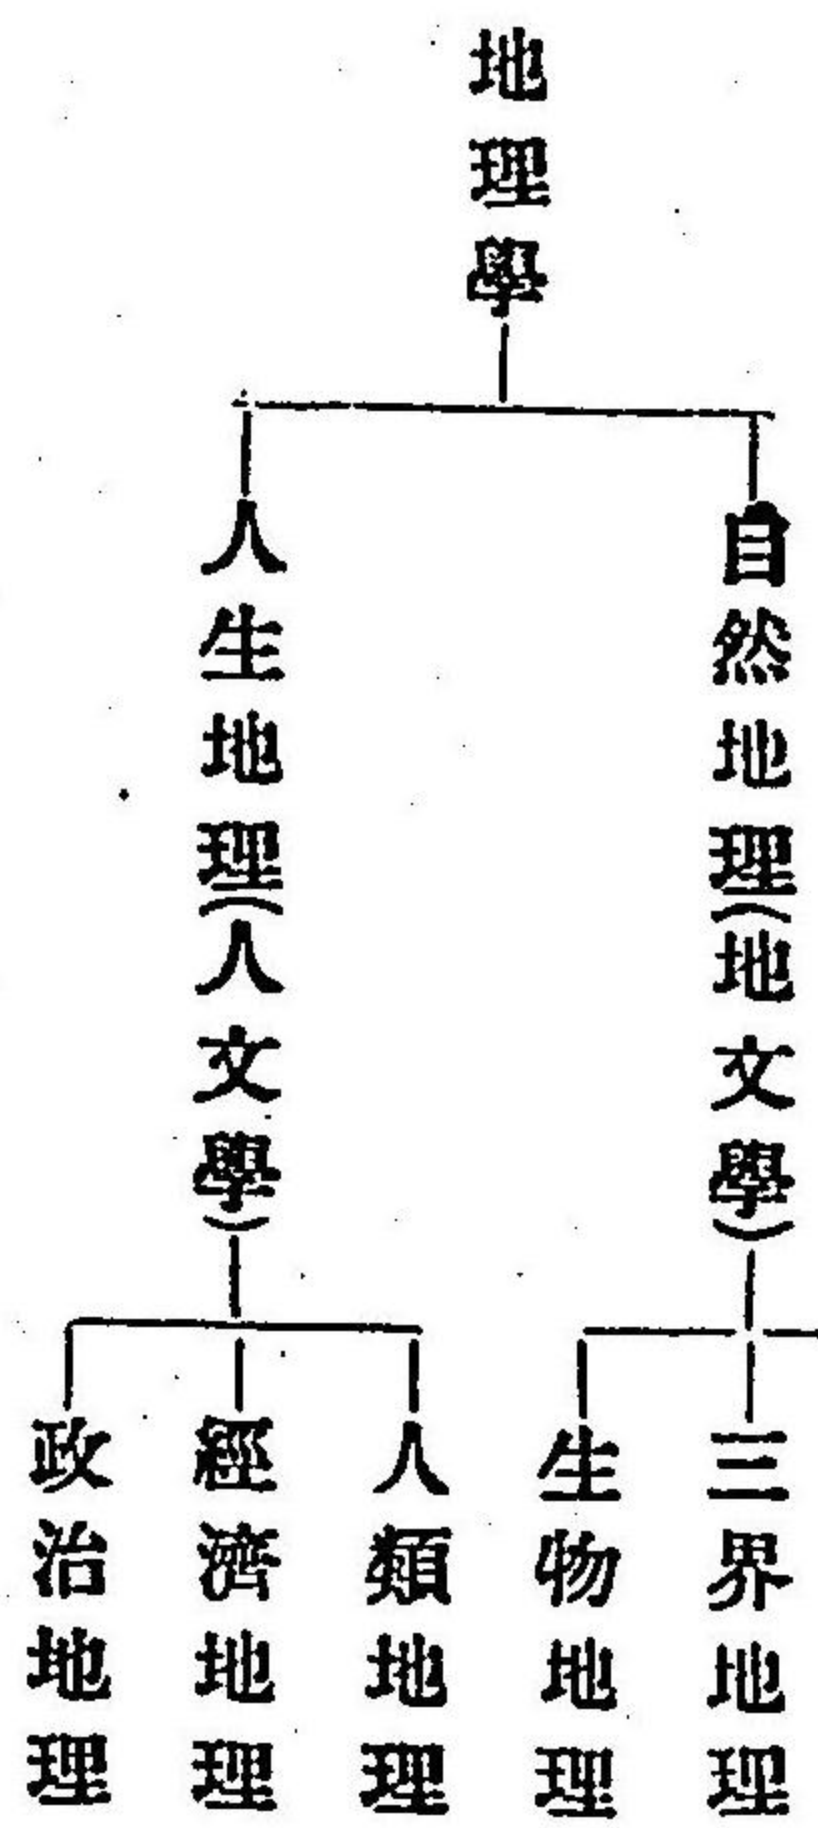 地理學
自然地理(地文學)
三界地理
生物地理
人生地理(人文學)
人類地理
經濟地理
政治地理